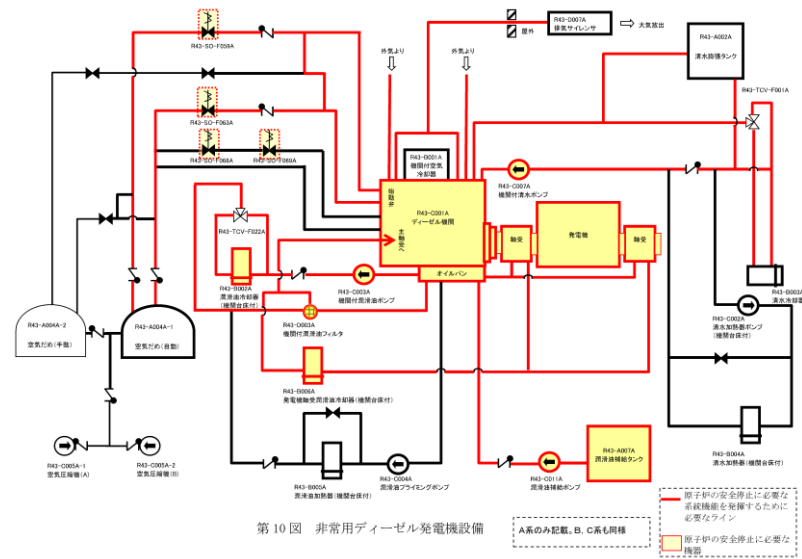 R43-SO-F059A
R43-D007A
排気サイレンサ
大気放出
屋外
外気より
外気より
R43-A002A
清水膨張タンク
R43-TCV-F001A
R43-SO-F063A
R43-SO-F068A
R43-SO-F069A
R43-B001A
機関付空気
冷却器
R43-C007A
機関付清水ポンプ
始動弁
R43-C001A
ディーゼル機関
主軸受へ
軸受
発電機
軸受
オイルパン
R43-TCV-F022A
R43-B002A
潤滑油冷却器
(機関台床付)
R43-C003A
機関付潤滑油ポンプ
R43-B003A
清水冷却器
R43-D003A
機関付潤滑油フィルタ
R43-C002A
清水加熱器ポンプ
(機関台床付)
R43-A004A-2
空気だめ(手動)
R43-A004A-1
空気だめ(自動)
R43-B006A
発電機軸受潤滑油冷却器(機関台床付)
R43-C005A-1
空気圧縮機(A)
R43-C005A-2
空気圧縮機(B)
R43-B005A
潤滑油加熱器(機関台床付)
R43-C004A
潤滑油プライミングポンプ
R43-C011A
潤滑油補給ポンプ
R43-A007A
潤滑油補給タンク
R43-B004A
清水加熱器(機関台床付)
第10図 非常用ディーゼル発電機設備
A系のみ記載。B、C系も同様
原子炉の安全停止に必要な
系統機能を発揮するために
必要なライン
原子炉の安全停止に必要な
機器